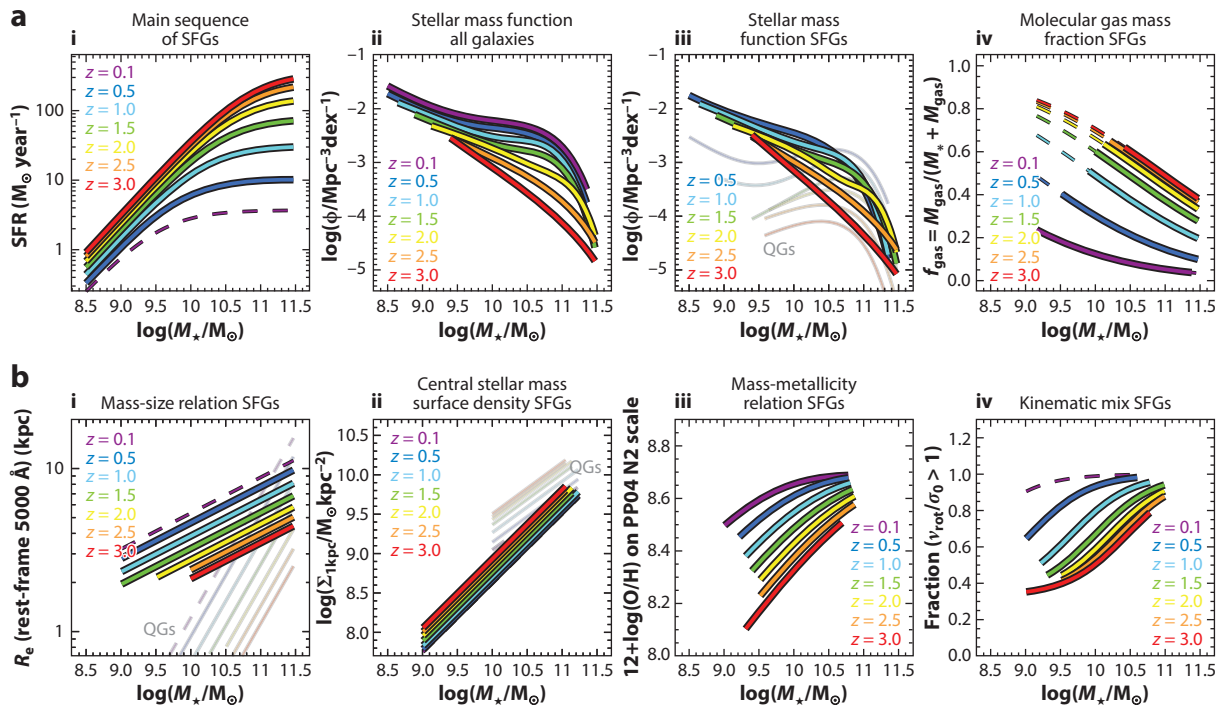 a
i
Main sequence
of SFGs
SFR (M⊙ year⁻¹)
100
10
1
z = 0.1
z = 0.5
z = 1.0
z = 1.5
z = 2.0
z = 2.5
z = 3.0
8.5 9.0 9.5 10 10.5 11 11.5
log(M⋆/M⊙)
ii
Stellar mass function
all galaxies
log(ϕ/Mpc⁻³dex⁻¹)
−1
−2
−3
−4
−5
z = 0.1
z = 0.5
z = 1.0
z = 1.5
z = 2.0
z = 2.5
z = 3.0
8.5 9.0 9.5 10 10.5 11 11.5
log(M⋆/M⊙)
iii
Stellar mass
function SFGs
log(ϕ/Mpc⁻³dex⁻¹)
−1
−2
−3
−4
−5
z = 0.5
z = 1.0
z = 1.5
z = 2.0
z = 2.5
z = 3.0
QGs
8.5 9.0 9.5 10 10.5 11 11.5
log(M⋆/M⊙)
iv
Molecular gas mass
fraction SFGs
f_gas = M_gas/(M_* + M_gas)
1.0
0.8
0.6
0.4
0.2
0.0
z = 0.1
z = 0.5
z = 1.0
z = 1.5
z = 2.0
z = 2.5
z = 3.0
8.5 9.0 9.5 10 10.5 11 11.5
log(M⋆/M⊙)
b
i
Mass-size relation SFGs
R_e (rest-frame 5000 Å) (kpc)
10
1
z = 0.1
z = 0.5
z = 1.0
z = 1.5
z = 2.0
z = 2.5
z = 3.0
QGs
8.5 9.0 9.5 10 10.5 11 11.5
log(M⋆/M⊙)
ii
Central stellar mass
surface density SFGs
log(Σ_1kpc/M⊙kpc⁻²)
10.5
10.0
9.5
9.0
8.5
8.0
z = 0.1
z = 0.5
z = 1.0
z = 1.5
z = 2.0
z = 2.5
z = 3.0
QGs
8.5 9.0 9.5 10 10.5 11 11.5
log(M⋆/M⊙)
iii
Mass-metallicity
relation SFGs
12+log(O/H) on PP04 N2 scale
8.8
8.6
8.4
8.2
8.0
z = 0.1
z = 0.5
z = 1.0
z = 1.5
z = 2.0
z = 2.5
z = 3.0
8.5 9.0 9.5 10 10.5 11 11.5
log(M⋆/M⊙)
iv
Kinematic mix SFGs
Fraction (v_rot/σ_0 > 1)
1.0
0.8
0.6
0.4
0.2
0.0
z = 0.1
z = 0.5
z = 1.0
z = 1.5
z = 2.0
z = 2.5
z = 3.0
8.5 9.0 9.5 10 10.5 11 11.5
log(M⋆/M⊙)